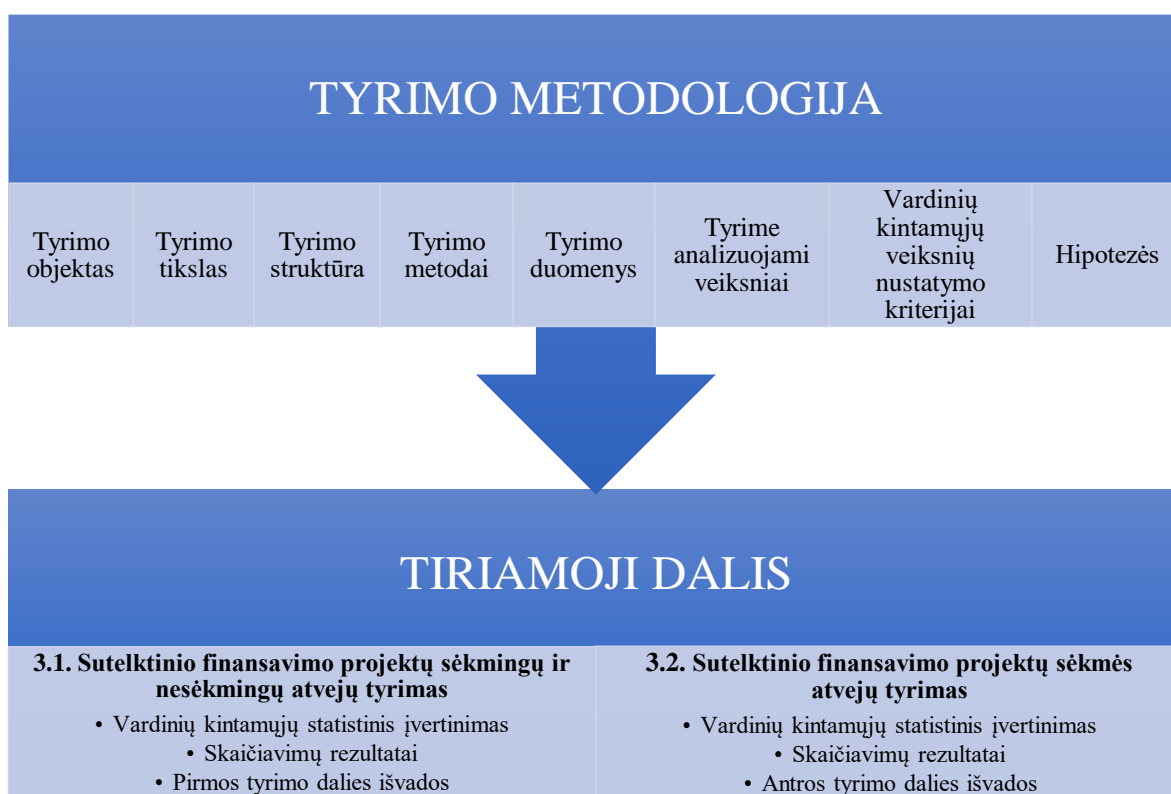 TYRIMO METODOLOGIJA
Tyrimo
objektas
Tyrimo
tikslas
Tyrimo
struktūra
Tyrimo
metodai
Tyrimo
duomenys
Tyrime
analizuojami
veiksniai
Vardinių
kintamųjų
veiksnių
nustatymo
kriterijai
Hipotezės
TIRIAMOJI DALIS
3.1. Sutelktinio finansavimo projektų sėkmingų ir
nesėkmingų atvejų tyrimas
• Vardinių kintamųjų statistinis įvertinimas
• Skaičiavimų rezultatai
• Pirmos tyrimo dalies išvados
3.2. Sutelktinio finansavimo projektų sėkmės
atvejų tyrimas
• Vardinių kintamųjų statistinis įvertinimas
• Skaičiavimų rezultatai
• Antros tyrimo dalies išvados